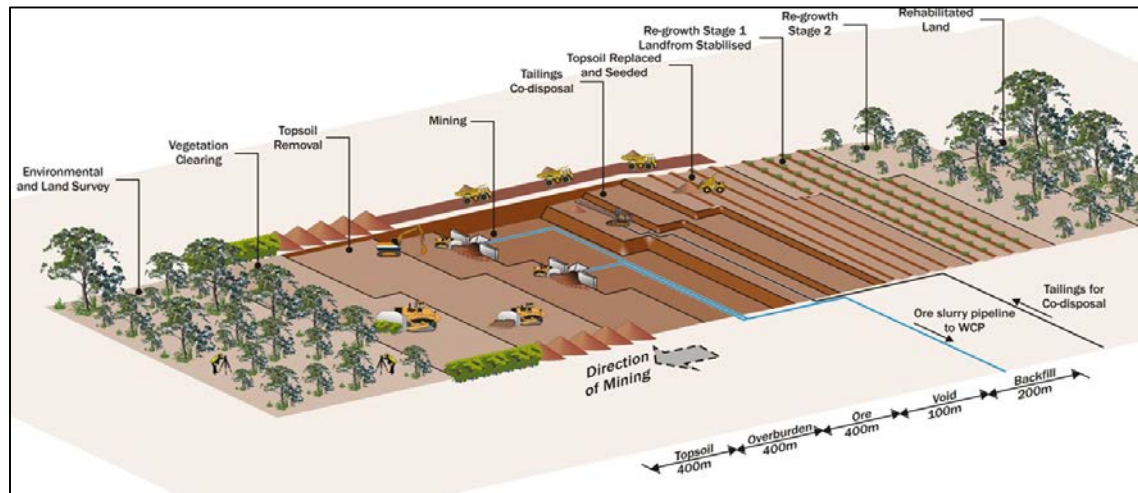 Environmental
and Land Survey
Vegetation
Clearing
Topsoil
Removal
Mining
Tailings
Co-disposal
Topsoil Replaced
and Seeded
Re-growth Stage 1
Landfrom Stabilised
Re-growth
Stage 2
Rehabilitated
Land
Tailings for
Co-disposal
Ore slurry pipeline
to WCP
Direction
of Mining
Topsoil
400m
Overburden
400m
Ore
400m
Void
100m
Backfill
200m